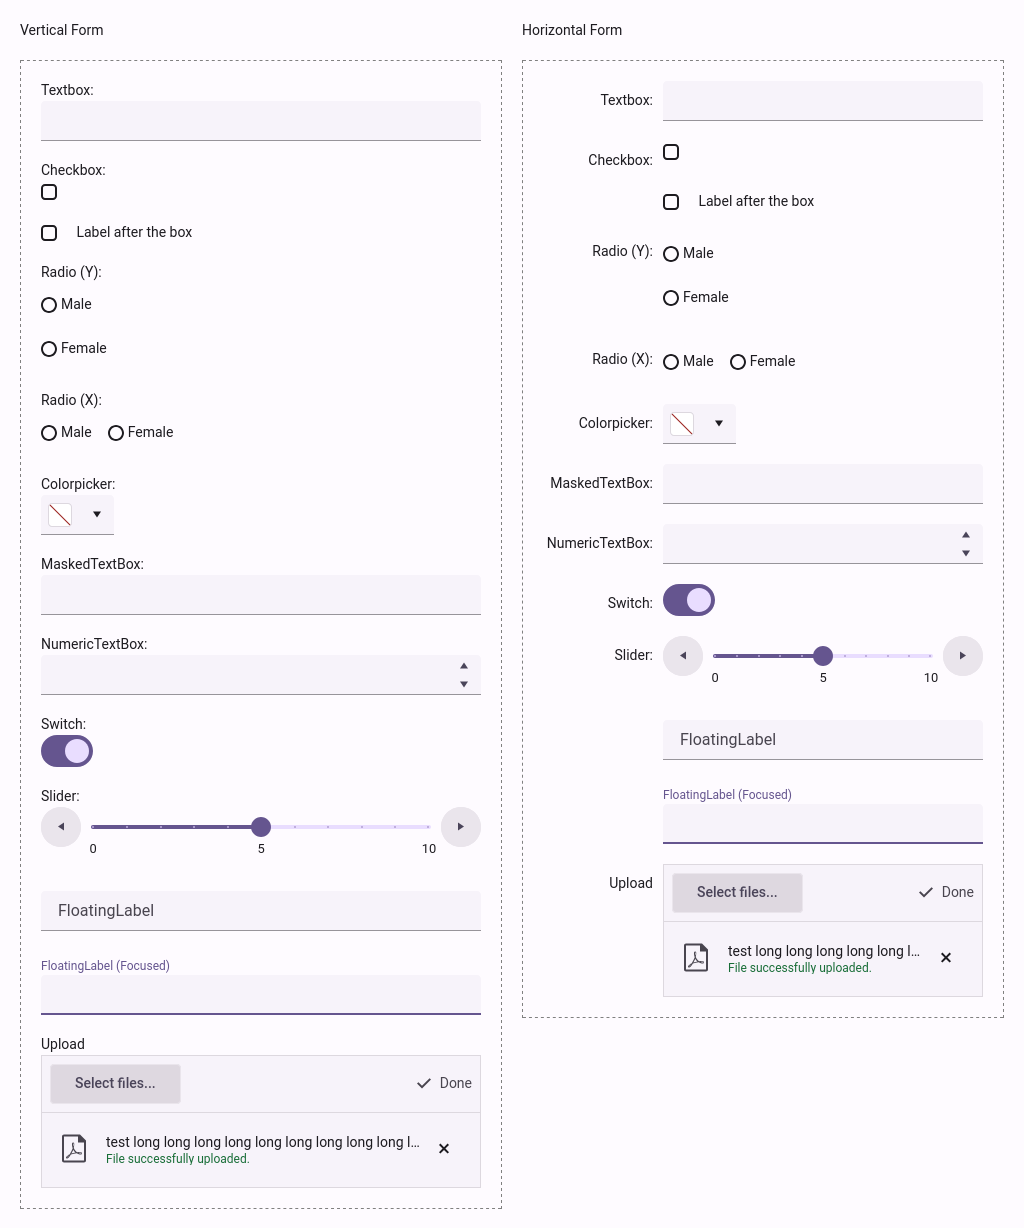 Vertical Form
Textbox:
Checkbox:
Label after the box
Radio (Y):
Male
Female
Radio (X):
Male Female
Colorpicker:
MaskedTextBox:
NumericTextBox:
Switch:
Slider:
0 5 10
FloatingLabel
FloatingLabel (Focused)
Upload
Select files... Done
test long long long long long long long long long l...
File successfully uploaded.
Horizontal Form
Textbox:
Checkbox:
Label after the box
Radio (Y): Male
Female
Radio (X): Male Female
Colorpicker:
MaskedTextBox:
NumericTextBox:
Switch:
Slider:
0 5 10
FloatingLabel
FloatingLabel (Focused)
Upload Select files... Done
test long long long long long l...
File successfully uploaded.